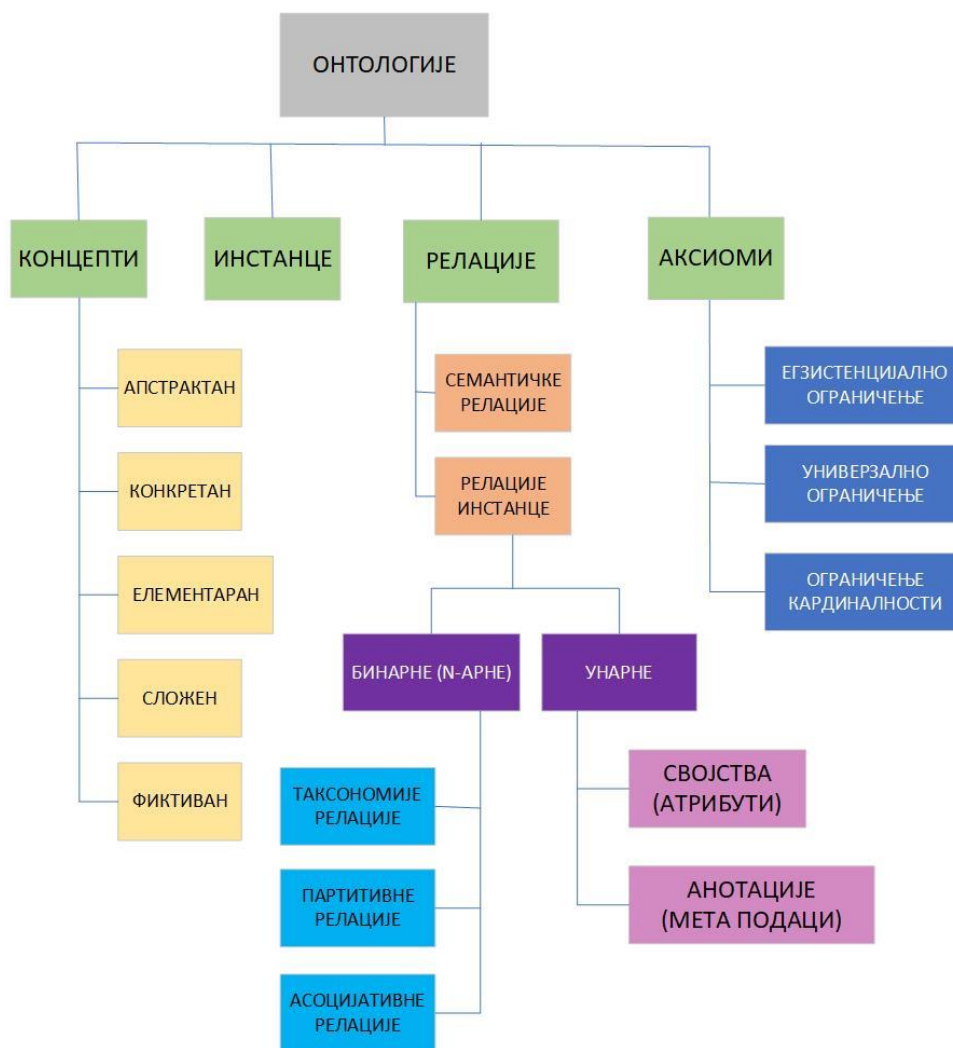 ОНТОЛОГИЈЕ
КОНЦЕПТИ
ИНСТАНЦЕ
РЕЛАЦИЈЕ
АКСИОМИ
АПСТРАКТАН
КОНКРЕТАН
ЕЛЕМЕНТАРАН
СЛОЖЕН
ФИКТИВАН
СЕМАНТИЧКЕ
РЕЛАЦИЈЕ
РЕЛАЦИЈЕ
ИНСТАНЦЕ
БИНАРНЕ (N-АРНЕ)
УНАРНЕ
ТАКСОНОМИЈЕ
РЕЛАЦИЈЕ
ПАРТИТИВНЕ
РЕЛАЦИЈЕ
АСОЦИЈАТИВНЕ
РЕЛАЦИЈЕ
СВОЈСТВА
(АТРИБУТИ)
АНОТАЦИЈЕ
(МЕТА ПОДАЦИ)
ЕГЗИСТЕНЦИЈАЛНО
ОГРАНИЧЕЊЕ
УНИВЕРЗАЛНО
ОГРАНИЧЕЊЕ
ОГРАНИЧЕЊЕ
КАРДИНАЛНОСТИ